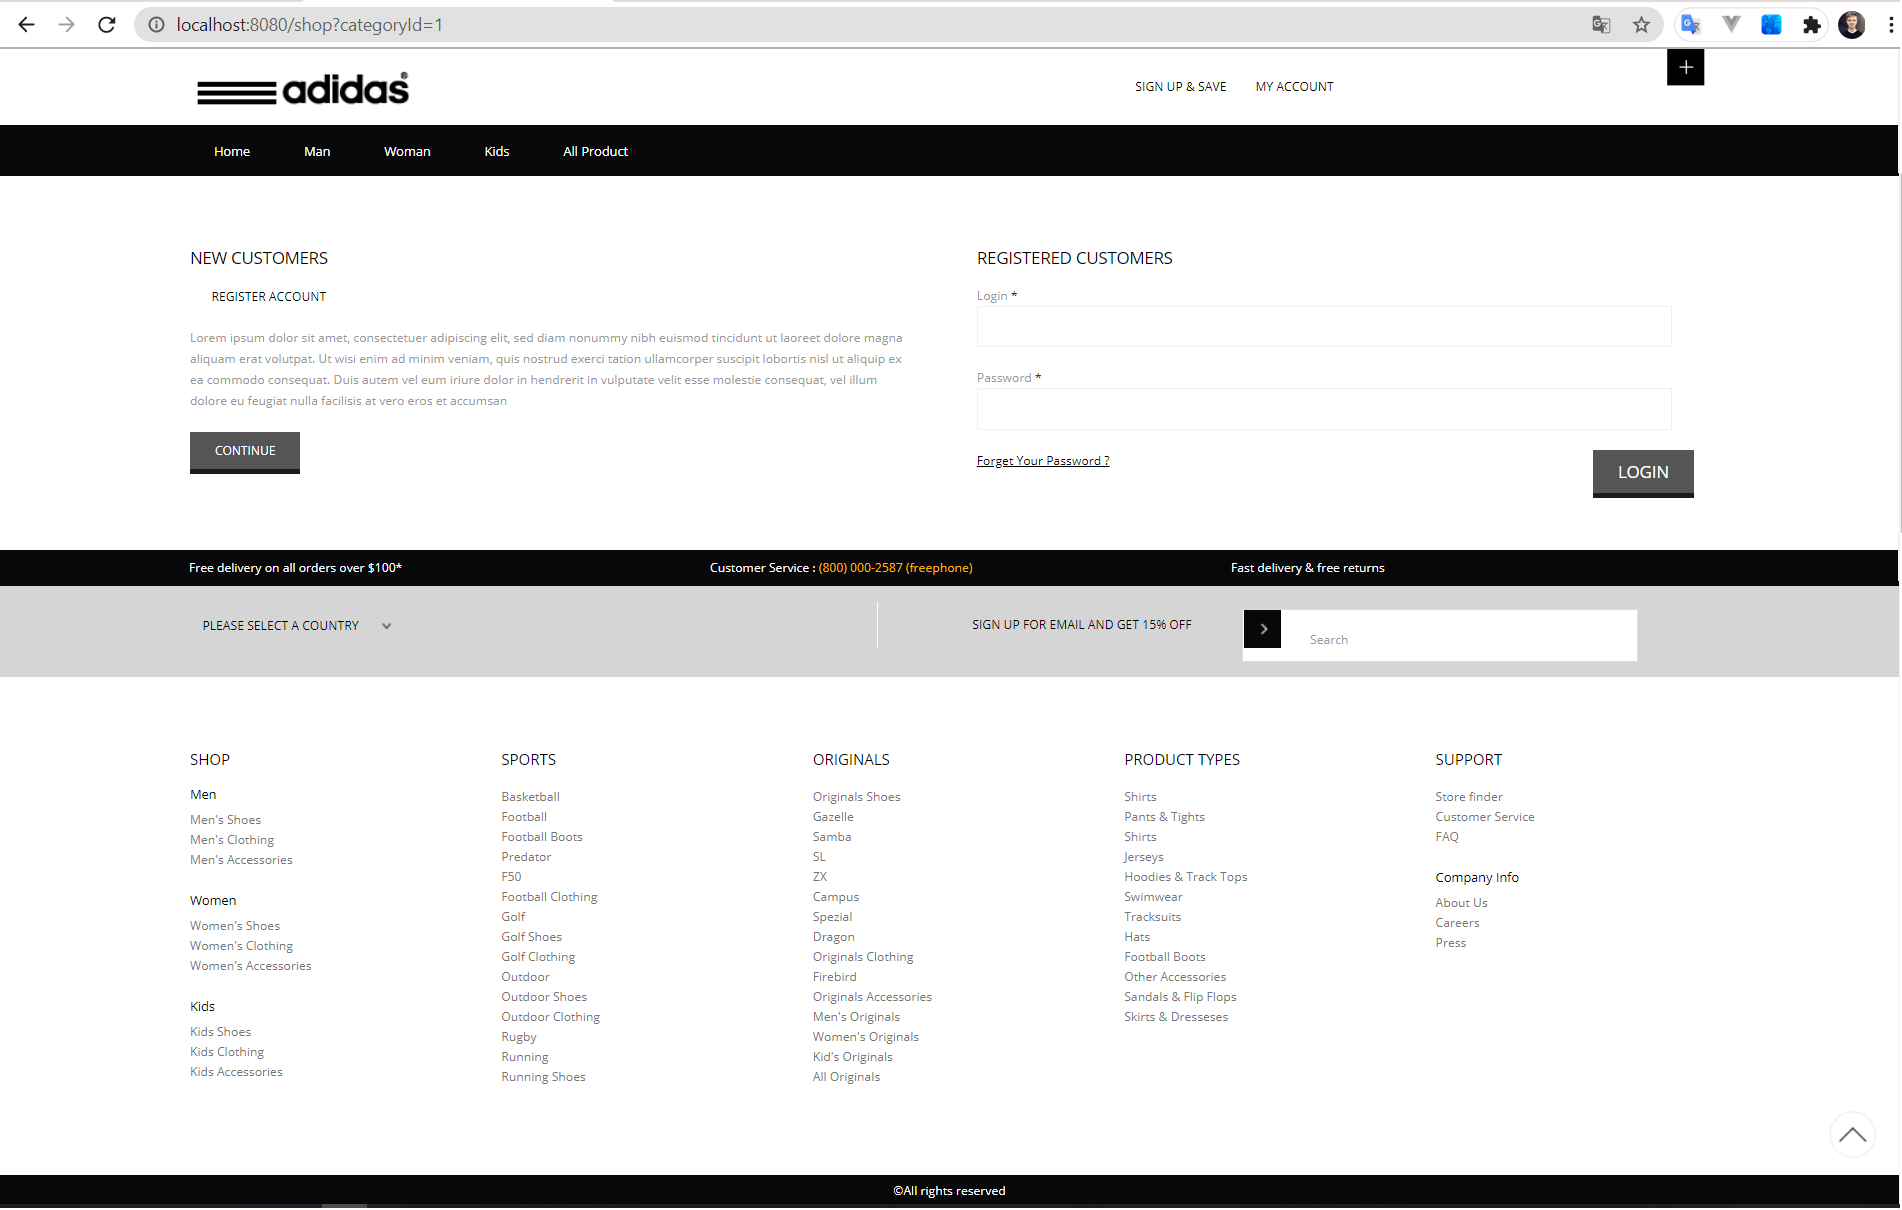 localhost:8080/shop?categoryId=1
adidas®
SIGN UP & SAVE
MY ACCOUNT
Home
Man
Woman
Kids
All Product
NEW CUSTOMERS
REGISTER ACCOUNT
Lorem ipsum dolor sit amet, consectetuer adipiscing elit, sed diam nonummy nibh euismod tincidunt ut laoreet dolore magna
aliquam erat volutpat. Ut wisi enim ad minim veniam, quis nostrud exerci tation ullamcorper suscipit lobortis nisl ut aliquip ex
ea commodo consequat. Duis autem vel eum iriure dolor in hendrerit in vulputate velit esse molestie consequat, vel illum
dolore eu feugiat nulla facilisis at vero eros et accumsan
CONTINUE
REGISTERED CUSTOMERS
Login *
Password *
Forget Your Password ?
LOGIN
Free delivery on all orders over $100*
Customer Service : (800) 000-2587 (freephone)
Fast delivery & free returns
PLEASE SELECT A COUNTRY
SIGN UP FOR EMAIL AND GET 15% OFF
Search
SHOP
Men
Men's Shoes
Men's Clothing
Men's Accessories
Women
Women's Shoes
Women's Clothing
Women's Accessories
Kids
Kids Shoes
Kids Clothing
Kids Accessories
SPORTS
Basketball
Football
Football Boots
Predator
F50
Football Clothing
Golf
Golf Shoes
Golf Clothing
Outdoor
Outdoor Shoes
Outdoor Clothing
Rugby
Running
Running Shoes
ORIGINALS
Originals Shoes
Gazelle
Samba
SL
ZX
Campus
Spezial
Dragon
Originals Clothing
Firebird
Originals Accessories
Men's Originals
Women's Originals
Kid's Originals
All Originals
PRODUCT TYPES
Shirts
Pants & Tights
Shirts
Jerseys
Hoodies & Track Tops
Swimwear
Tracksuits
Hats
Football Boots
Other Accessories
Sandals & Flip Flops
Skirts & Dresseses
SUPPORT
Store finder
Customer Service
FAQ
Company Info
About Us
Careers
Press
©All rights reserved